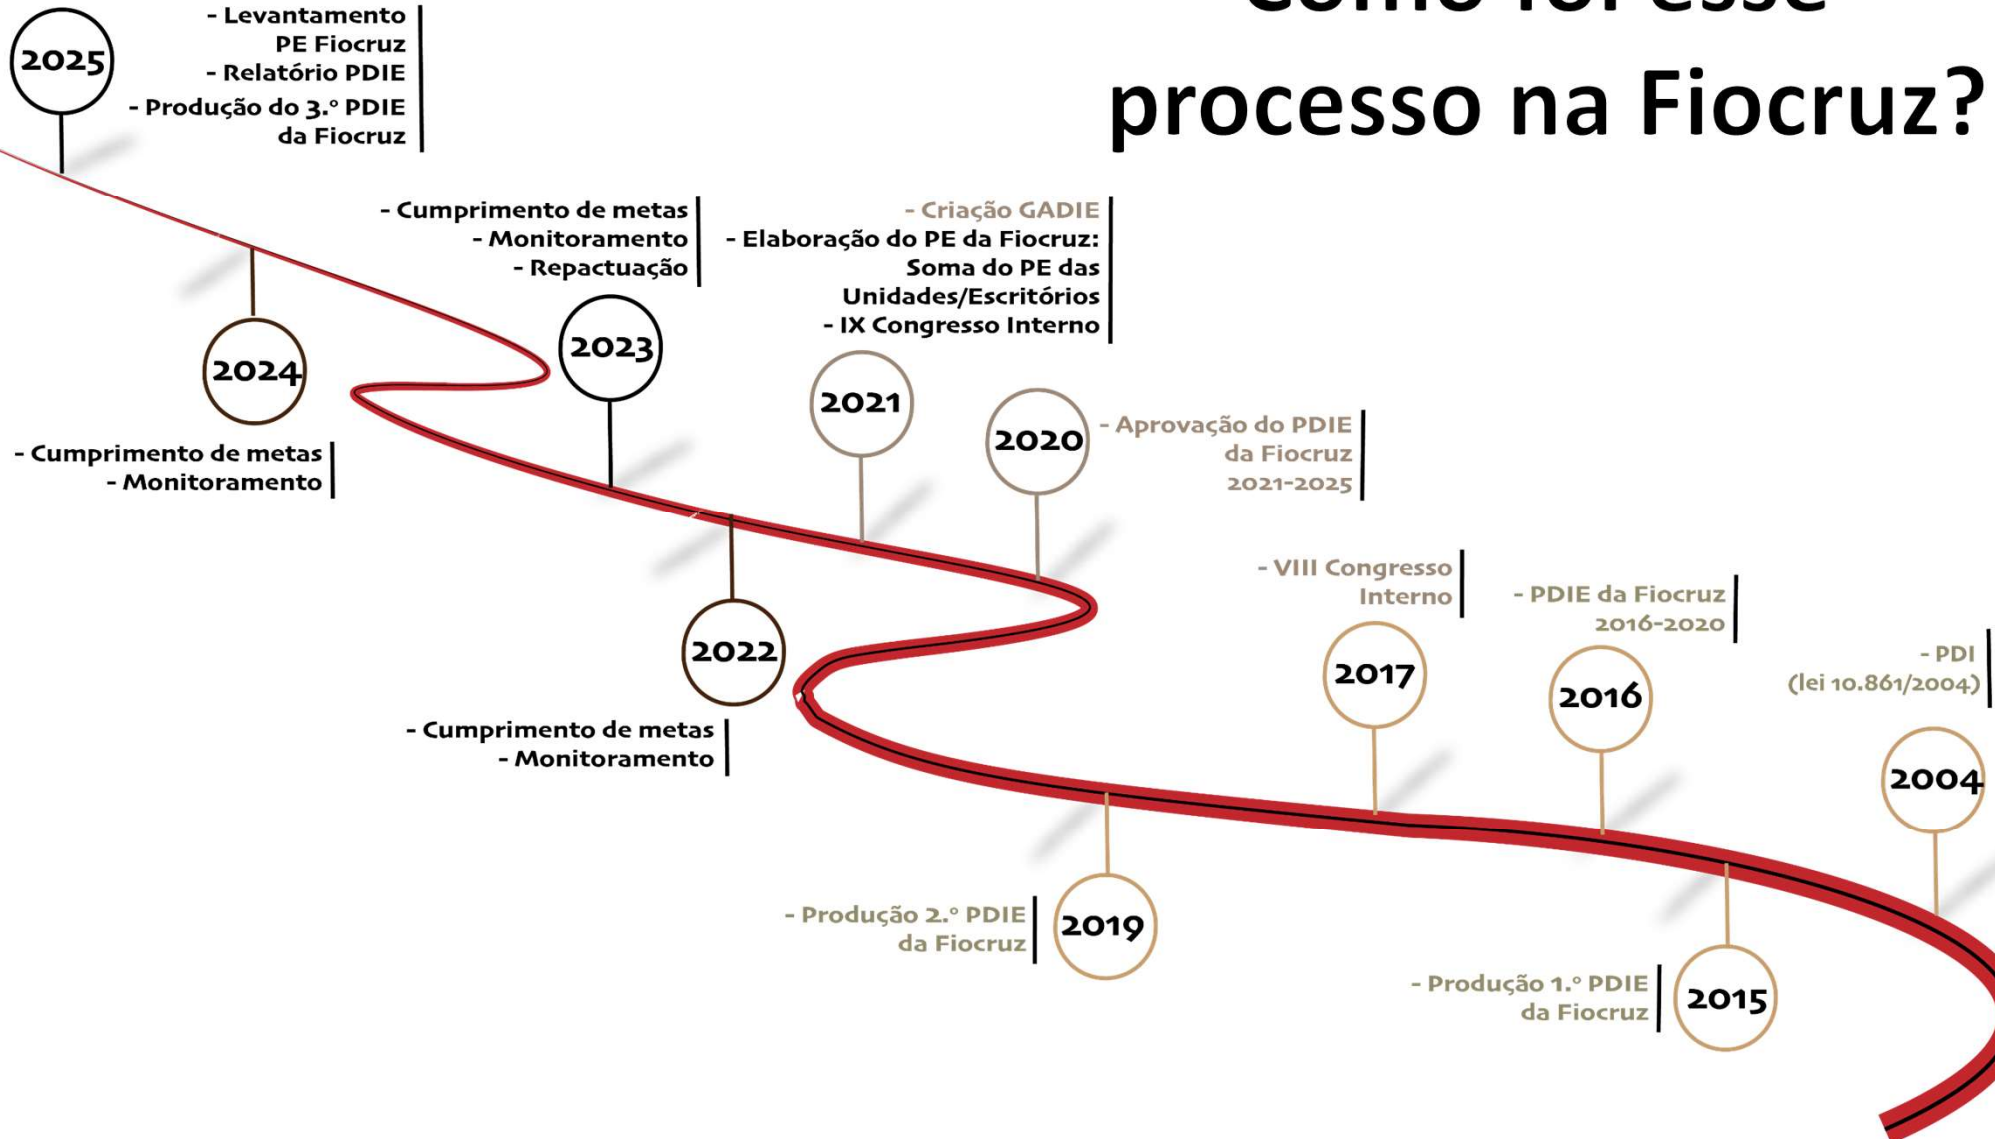 Como foi esse
processo na Fiocruz?
2025
- Levantamento
PE Fiocruz
- Relatório PDIE
- Produção do 3.º PDIE
da Fiocruz
2024
- Cumprimento de metas
- Monitoramento
- Cumprimento de metas
- Monitoramento
- Repactuação
2023
2022
- Cumprimento de metas
- Monitoramento
- Criação GADIE
- Elaboração do PE da Fiocruz:
Soma do PE das
Unidades/Escritórios
- IX Congresso Interno
2021
2020
- Aprovação do PDIE
da Fiocruz
2021-2025
- Produção 2.º PDIE
da Fiocruz
2019
- VIII Congresso
Interno
2017
- PDIE da Fiocruz
2016-2020
2016
- Produção 1.º PDIE
da Fiocruz
2015
- PDI
(lei 10.861/2004)
2004